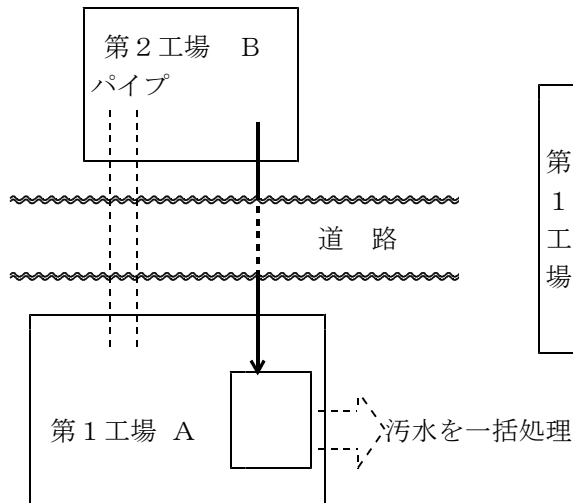 第２工場　Ｂ
パイプ
道　路
第１工場 Ａ
汚水を一括処理
第
１
工
場